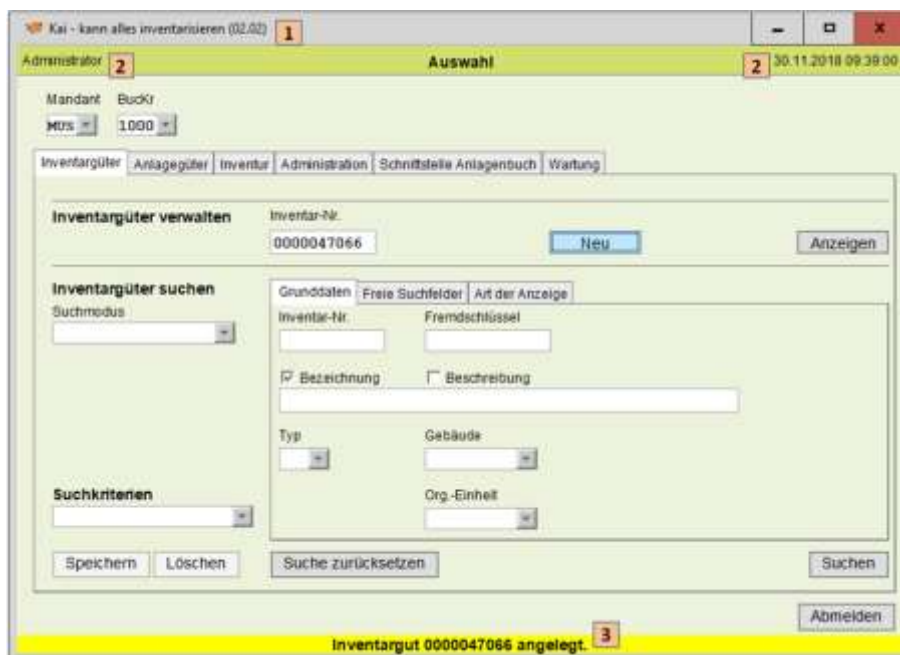 Kai - kann alles inventarisieren (02.02) 1
Administrator 2 Auswahl 2 30.11.2018 09:39:00
Mandant BucKr
MUS 1000
Inventargüter Anlagegüter Inventur Administration Schnittstelle Anlagenbuch Wartung
Inventargüter verwalten Inventar-Nr.
0000047066 Neu Anzeigen
Inventargüter suchen Grunddaten Freie Suchfelder Art der Anzeige
Suchmodus Inventar-Nr. Fremdschlüssel
Bezeichnung Beschreibung
Typ Gebäude
Suchkriterien Org.-Einheit
Speichern Löschen Suche zurücksetzen Suchen
Abmelden
Inventargut 0000047066 angelegt. 3